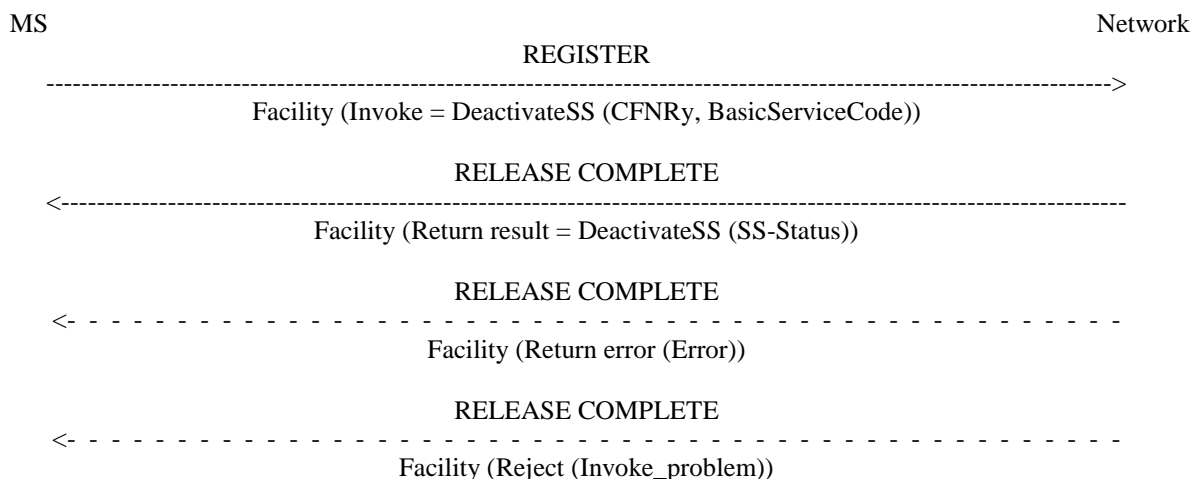 MS Network
REGISTER
Facility (Invoke = DeactivateSS (CFNRy, BasicServiceCode))
RELEASE COMPLETE
Facility (Return result = DeactivateSS (SS-Status))
RELEASE COMPLETE
Facility (Return error (Error))
RELEASE COMPLETE
Facility (Reject (Invoke_problem))